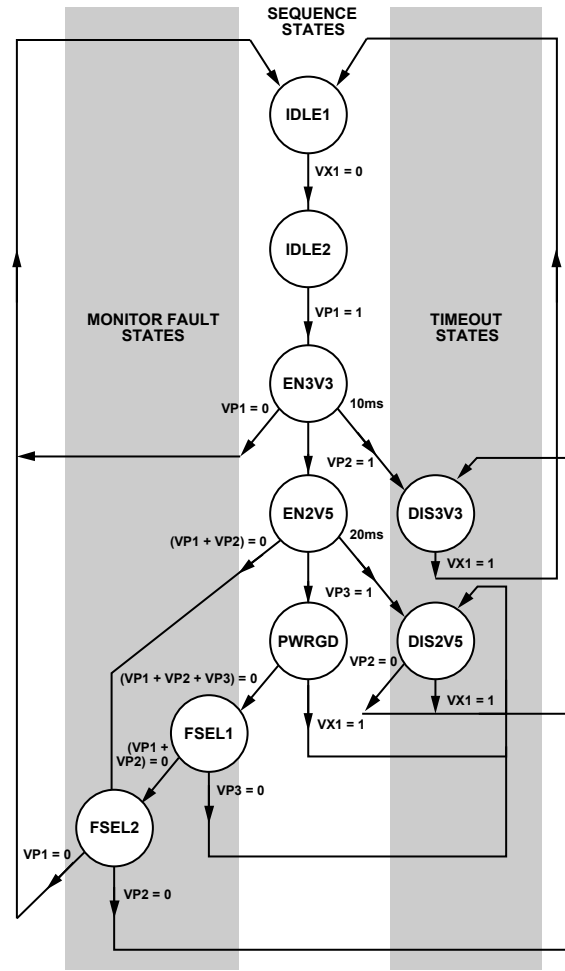 SEQUENCE
STATES
IDLE1
VX1 = 0
IDLE2
MONITOR FAULT
STATES
VP1 = 1
TIMEOUT
STATES
EN3V3
VP1 = 0
10ms
VP2 = 1
EN2V5
DIS3V3
(VP1 + VP2) = 0
20ms
VX1 = 1
VP3 = 1
PWRGD
DIS2V5
(VP1 + VP2 + VP3) = 0
VP2 = 0
VX1 = 1
FSEL1
VX1 = 1
(VP1 +
VP2) = 0
VP3 = 0
FSEL2
VP1 = 0
VP2 = 0